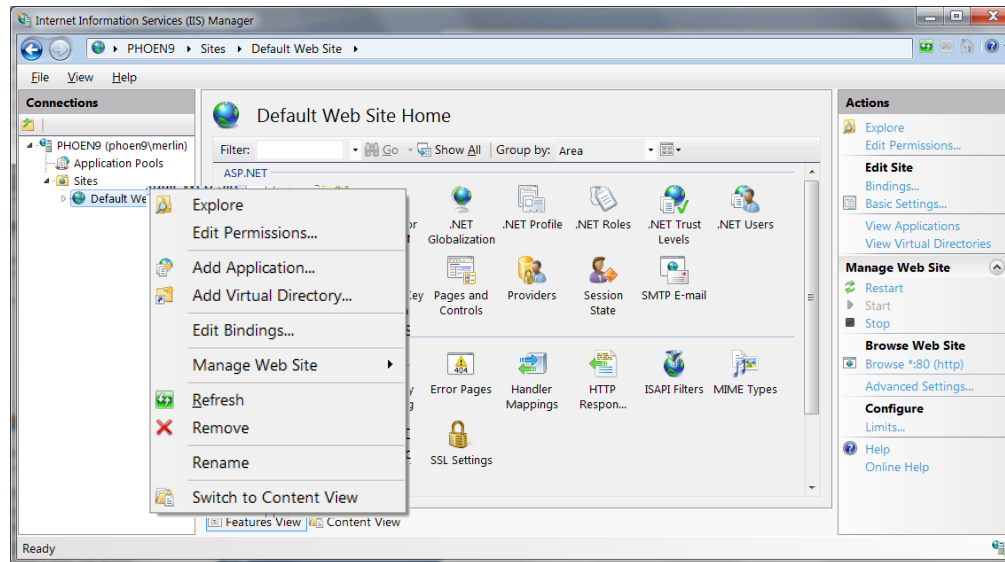 Internet Information Services (IIS) Manager
PHOEN9 Sites Default Web Site
File View Help
Connections
PHOEN9 (phoen9\merlin)
Application Pools
Sites
Default We
Explore
Edit Permissions...
Add Application...
Add Virtual Directory...
Edit Bindings...
Manage Web Site
Refresh
Remove
Rename
Switch to Content View
Default Web Site Home
Filter: Go Show All Group by: Area
ASP.NET
.NET
Globalization
.NET Profile
.NET Roles
.NET Trust
Levels
.NET Users
Pages and
Controls
Providers
Session
State
SMTP E-mail
404
Error Pages
Handler
Mappings
HTTP
Respon...
ISAPI Filters
MIME Types
SSL Settings
Features View Content View
Actions
Explore
Edit Permissions...
Edit Site
Bindings...
Basic Settings...
View Applications
View Virtual Directories
Manage Web Site
Restart
Start
Stop
Browse Web Site
Browse *:80 (http)
Advanced Settings...
Configure
Limits...
Help
Online Help
Ready